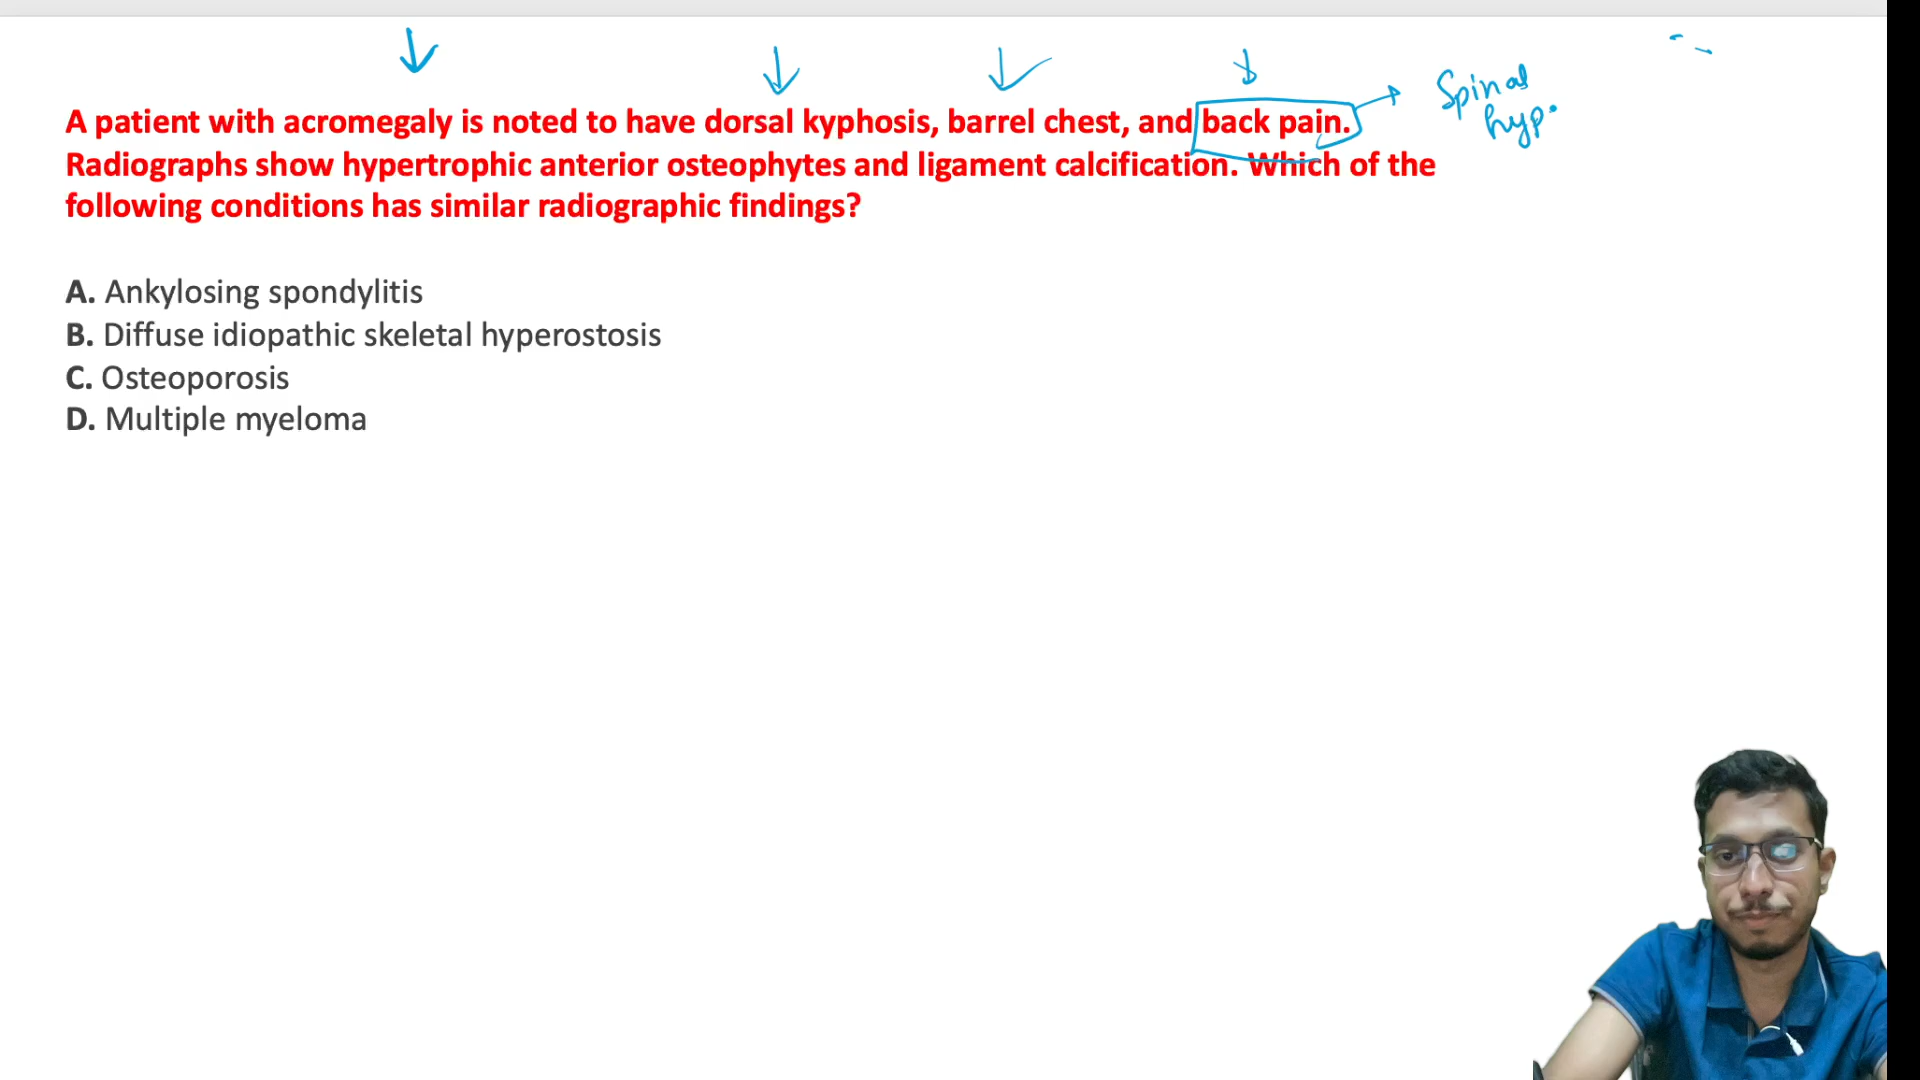 Spinal
hyp.
A patient with acromegaly is noted to have dorsal kyphosis, barrel chest, and back pain.
Radiographs show hypertrophic anterior osteophytes and ligament calcification. Which of the
following conditions has similar radiographic findings?
A. Ankylosing spondylitis
B. Diffuse idiopathic skeletal hyperostosis
C. Osteoporosis
D. Multiple myeloma